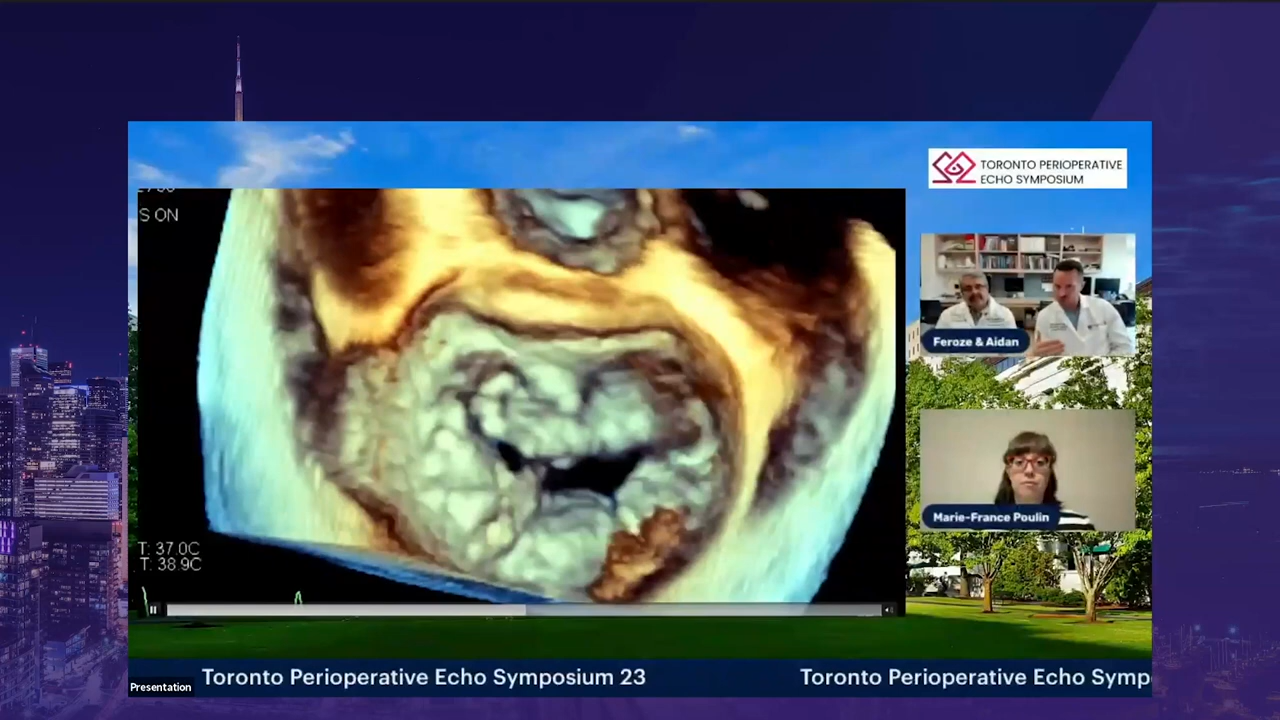 TORONTO PERIOPERATIVE
ECHO SYMPOSIUM
S ON
Feroze & Aidan
Marie-France Poulin
T: 37.0C
T: 38.9C
Toronto Perioperative Echo Symposium 23
Toronto Perioperative Echo Symp
Presentation